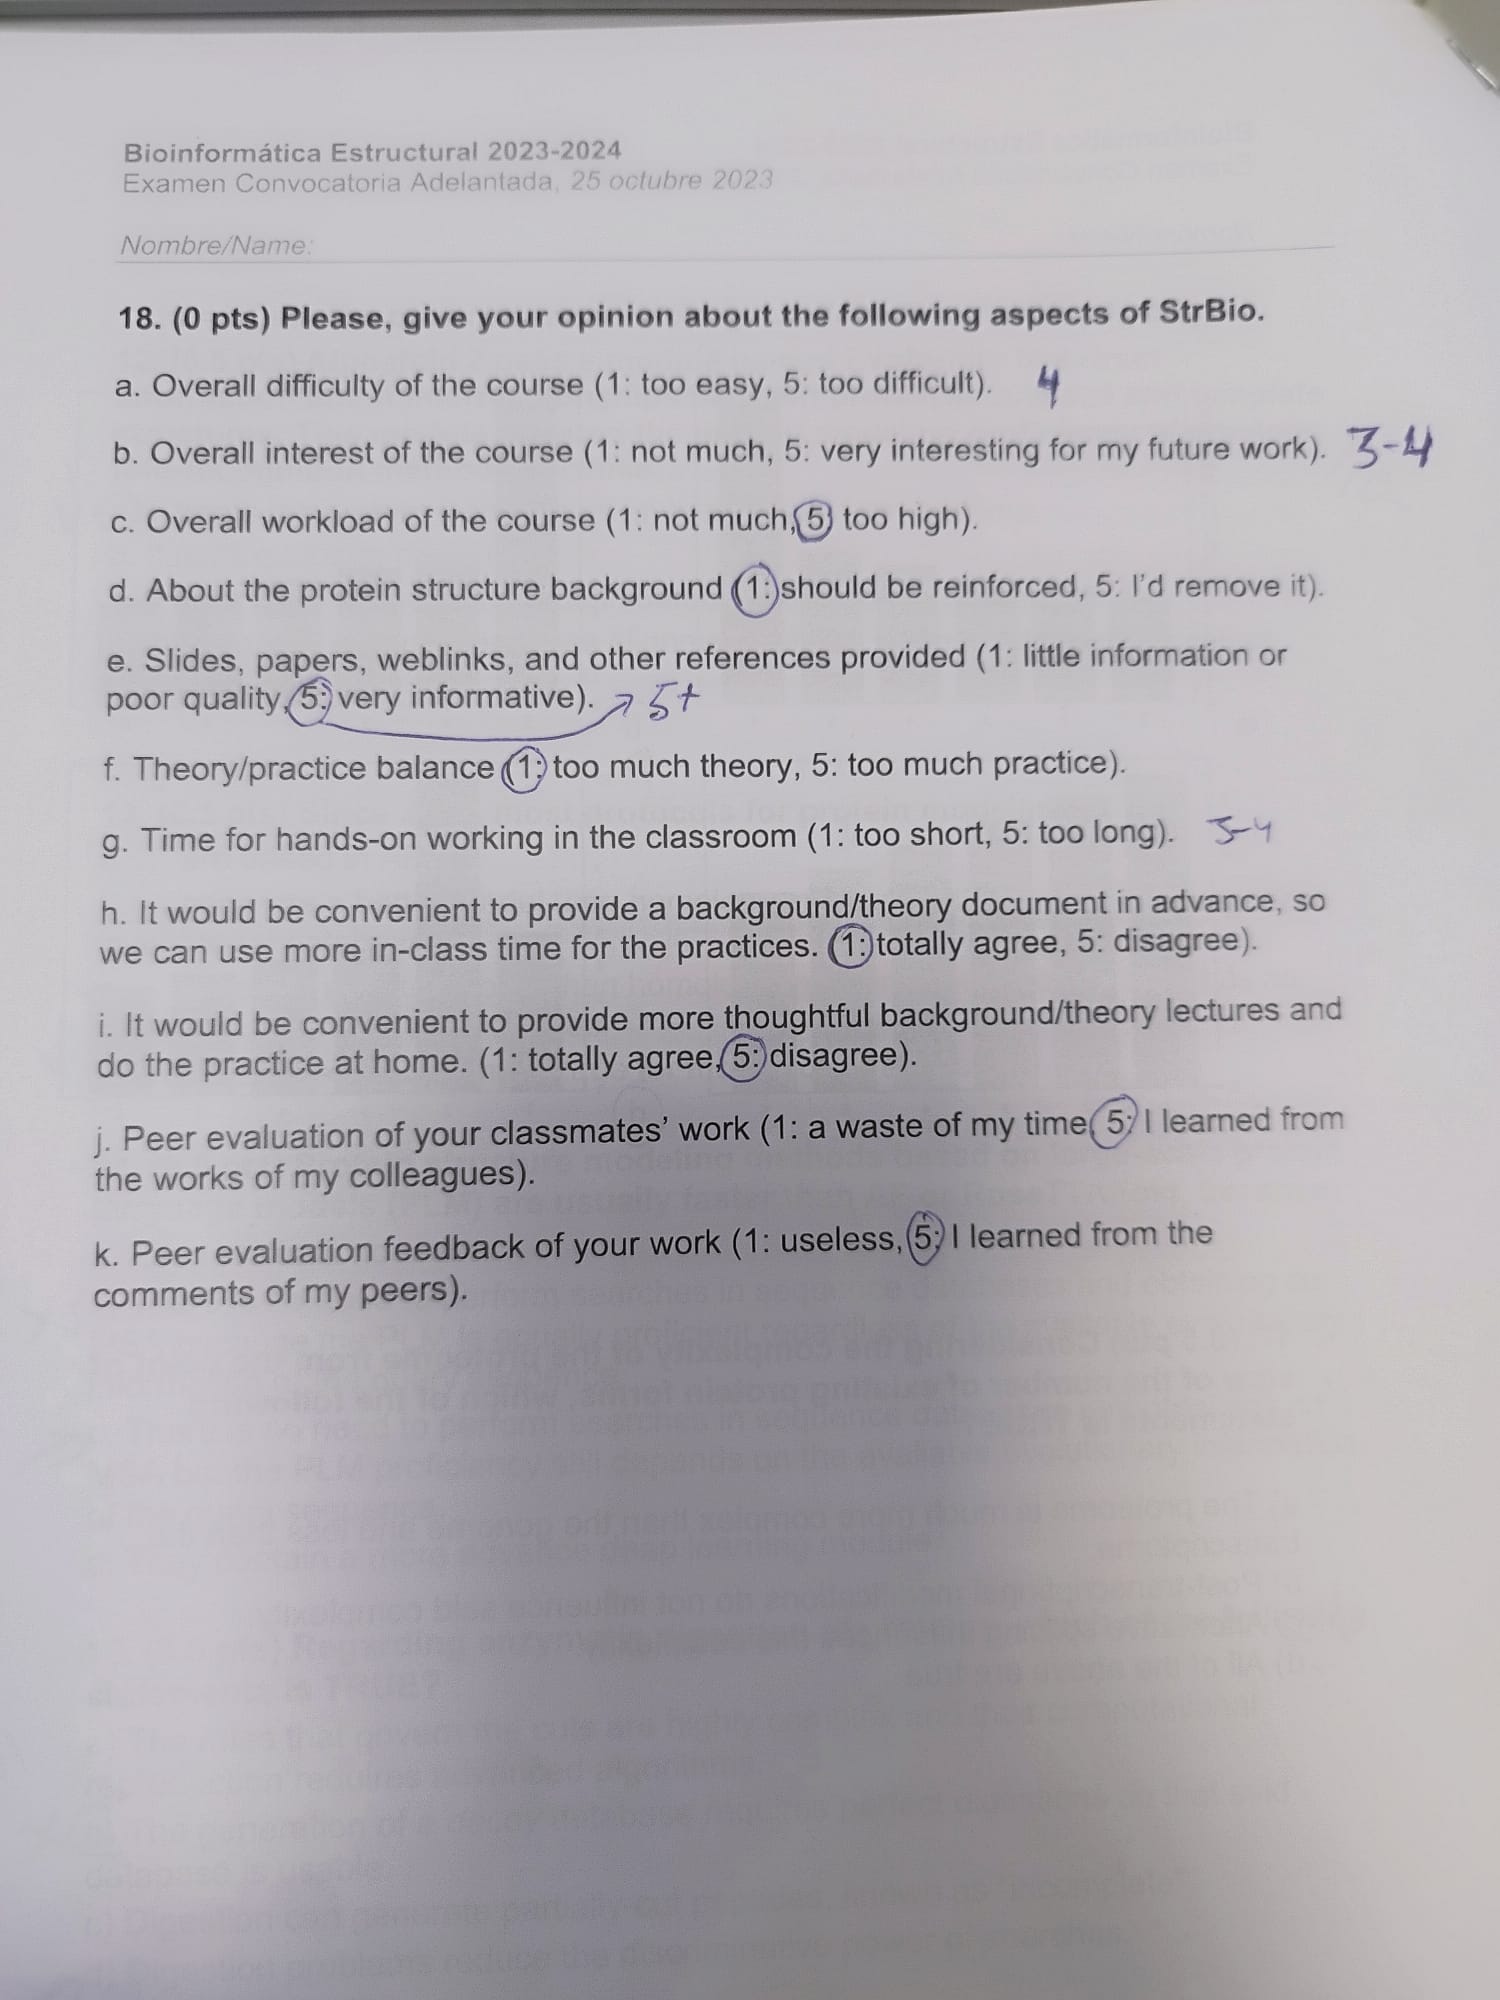 Bioinformática Estructural 2023-2024
Examen Convocatoria Adelantada, 25 octubre 2023
Nombre/Name:
18. (0 pts) Please, give your opinion about the following aspects of StrBio.
a. Overall difficulty of the course (1: too easy, 5: too difficult). 4
b. Overall interest of the course (1: not much, 5: very interesting for my future work). 3-4
c. Overall workload of the course (1: not much, 5: too high).
d. About the protein structure background (1: should be reinforced, 5: I'd remove it).
e. Slides, papers, weblinks, and other references provided (1: little information or
poor quality, 5: very informative). 5+
f. Theory/practice balance (1: too much theory, 5: too much practice).
g. Time for hands-on working in the classroom (1: too short, 5: too long). 3-4
h. It would be convenient to provide a background/theory document in advance, so
we can use more in-class time for the practices. (1: totally agree, 5: disagree).
i. It would be convenient to provide more thoughtful background/theory lectures and
do the practice at home. (1: totally agree, 5: disagree).
j. Peer evaluation of your classmates' work (1: a waste of my time, 5: I learned from
the works of my colleagues).
k. Peer evaluation feedback of your work (1: useless, 5: I learned from the
comments of my peers).